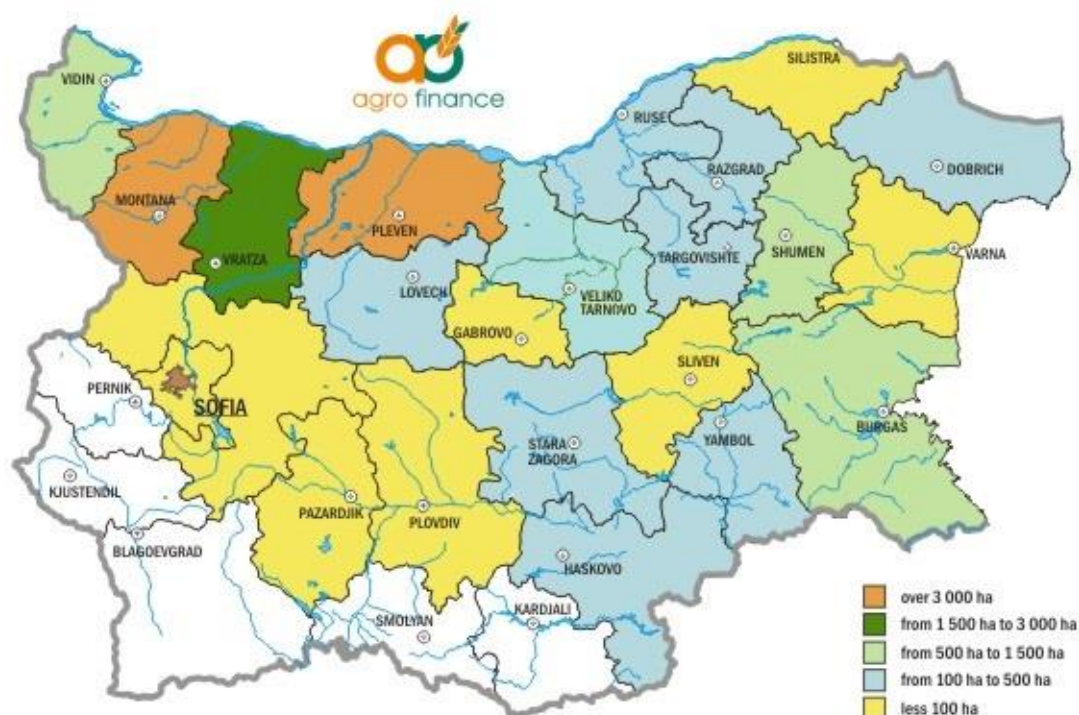 ao
agro finance
SILISTRA
VIDIN
RUSE
DOBRICH
RAZGRAD
MONTANA
PLEVEN
VARNA
SHUMEN
TARGOVISHTE
VRATZA
LOVECH
VELIKO
TARNOVO
GABROVO
SLIVEN
PERNIK
SOFIA
BURGAS
YAMBOL
STARA
ZAGORA
KJUSTENDIL
PAZARDJIK
PLOVDIV
BLAGOEVGRAD
HASKOVO
KARDJALI
SMOLYAN
over 3 000 ha
from 1 500 ha to 3 000 ha
from 500 ha to 1 500 ha
from 100 ha to 500 ha
less 100 ha